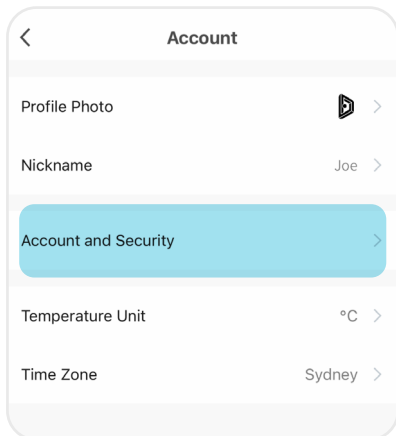 Account
Profile Photo
Nickname Joe
Account and Security
Temperature Unit °C
Time Zone Sydney